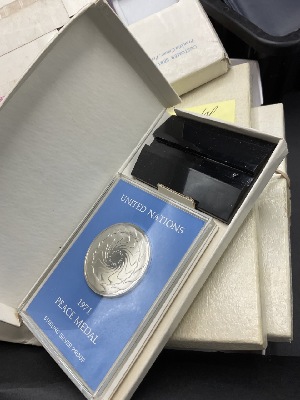 UNITED NATIONS
1971
PEACE MEDAL
STERLING SILVER PROOF